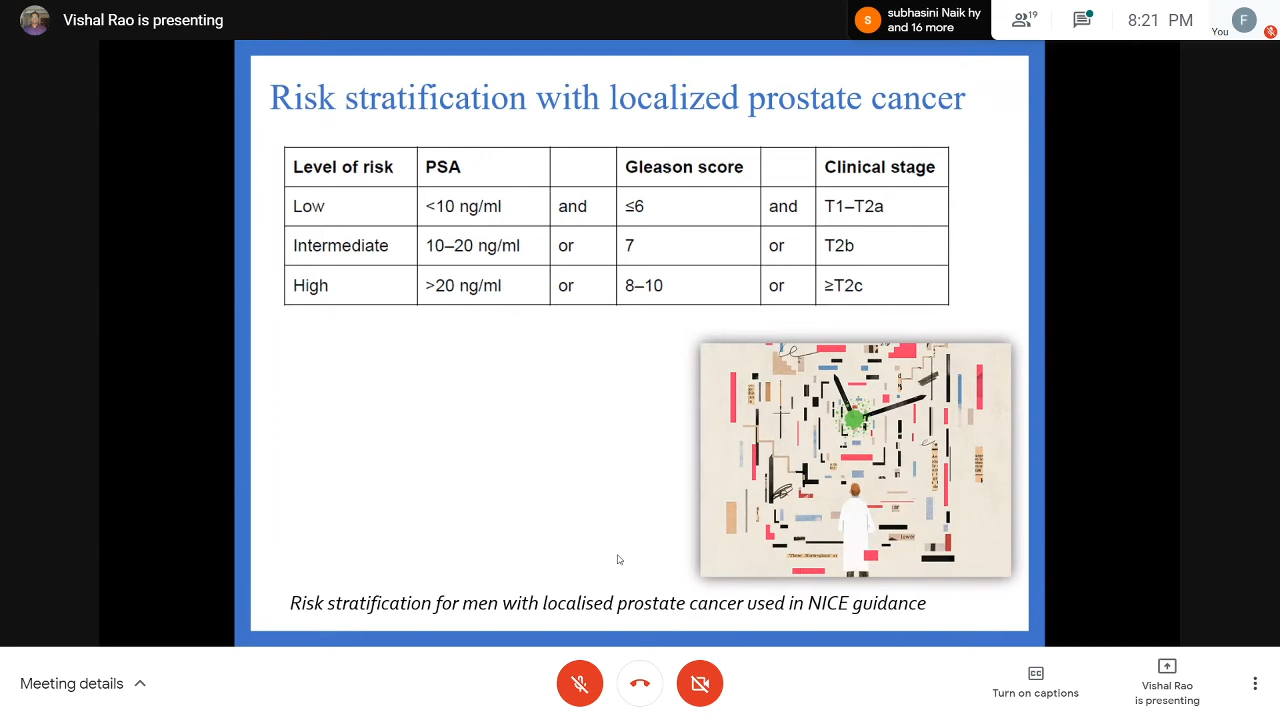 Vishal Rao is presenting
S
subhasini Naik hy
and 16 more
19
8:21 PM
You
F
Risk stratification with localized prostate cancer
Level of risk PSA Gleason score Clinical stage
Low <10 ng/ml and ≤6 and T1–T2a
Intermediate 10–20 ng/ml or 7 or T2b
High >20 ng/ml or 8–10 or ≥T2c
Risk stratification for men with localised prostate cancer used in NICE guidance
Meeting details
CC
Turn on captions
Vishal Rao
is presenting